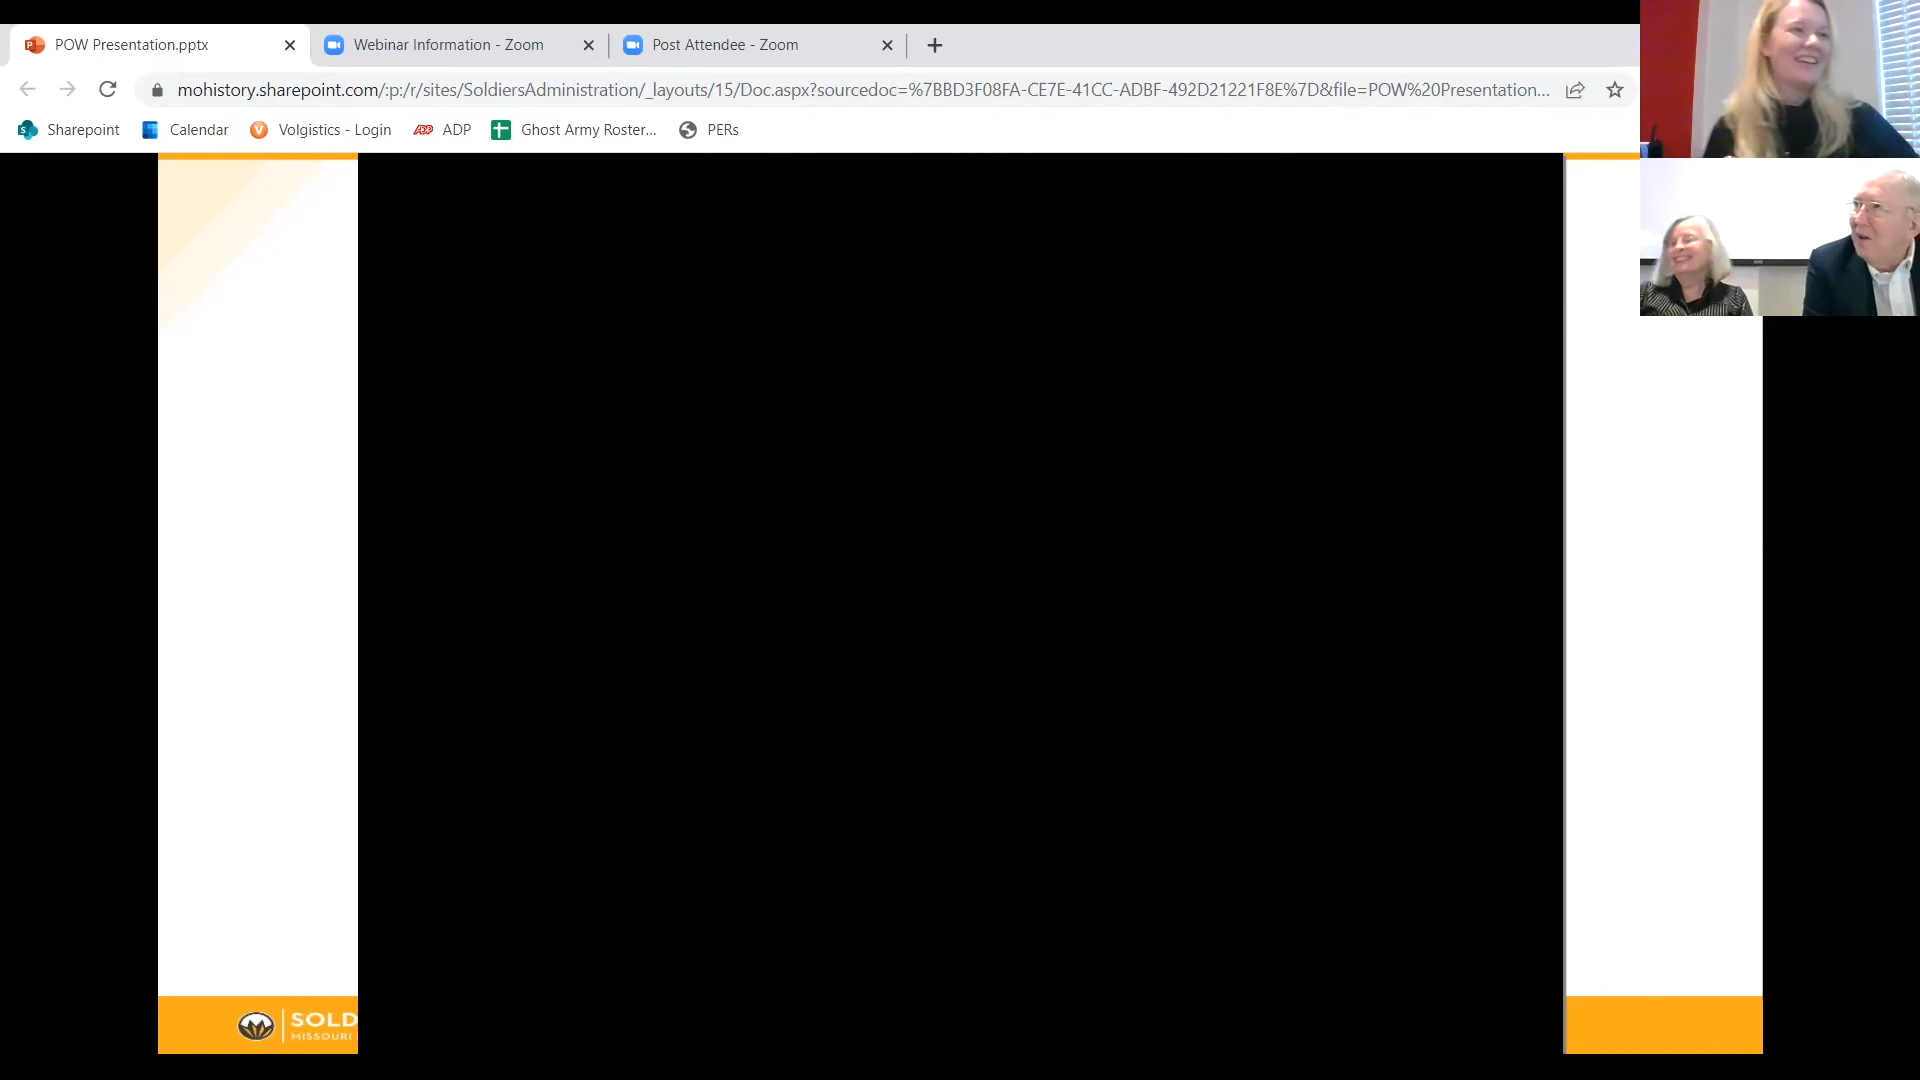 POW Presentation.pptx
Webinar Information - Zoom
Post Attendee - Zoom
mohistory.sharepoint.com/:p:/r/sites/SoldiersAdministration/_layouts/15/Doc.aspx?sourcedoc=%7BBD3F08FA-CE7E-41CC-ADBF-492D21221F8E%7D&file=POW%20Presentation...
Sharepoint
Calendar
Volgistics - Login
ADP
Ghost Army Roster...
PERs
SOLD
MISSOURI